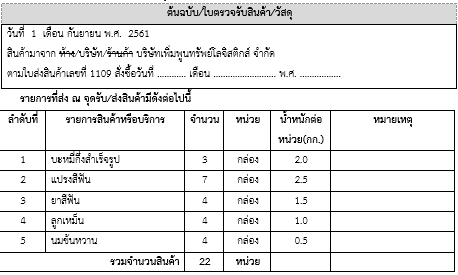 ต้นฉบับ/ใบตรวจรับสินค้า/วัสดุ
วันที่ 1 เดือน กันยายน พ.ศ. 2561
สินค้ามาจาก ห้าง/บริษัท/ร้านค้า บริษัทเพิ่มพูนทรัพย์โลจิสติกส์ จำกัด
ตามใบส่งสินค้าเลขที่ 1109 สั่งซื้อวันที่ ............ เดือน .......................... พ.ศ. .................
รายการที่ส่ง ณ จุดรับ/ส่งสินค้ามีดังต่อไปนี้
ลำดับที่ รายการสินค้าหรือบริการ จำนวน หน่วย น้ำหนักต่อหน่วย(กก.) หมายเหตุ
1 บะหมี่กึ่งสำเร็จรูป 3 กล่อง 2.0
2 แปรงสีฟัน 7 กล่อง 2.5
3 ยาสีฟัน 4 กล่อง 1.5
4 ลูกเหม็น 4 กล่อง 1.0
5 นมข้นหวาน 4 กล่อง 0.5
รวมจำนวนสินค้า 22 หน่วย